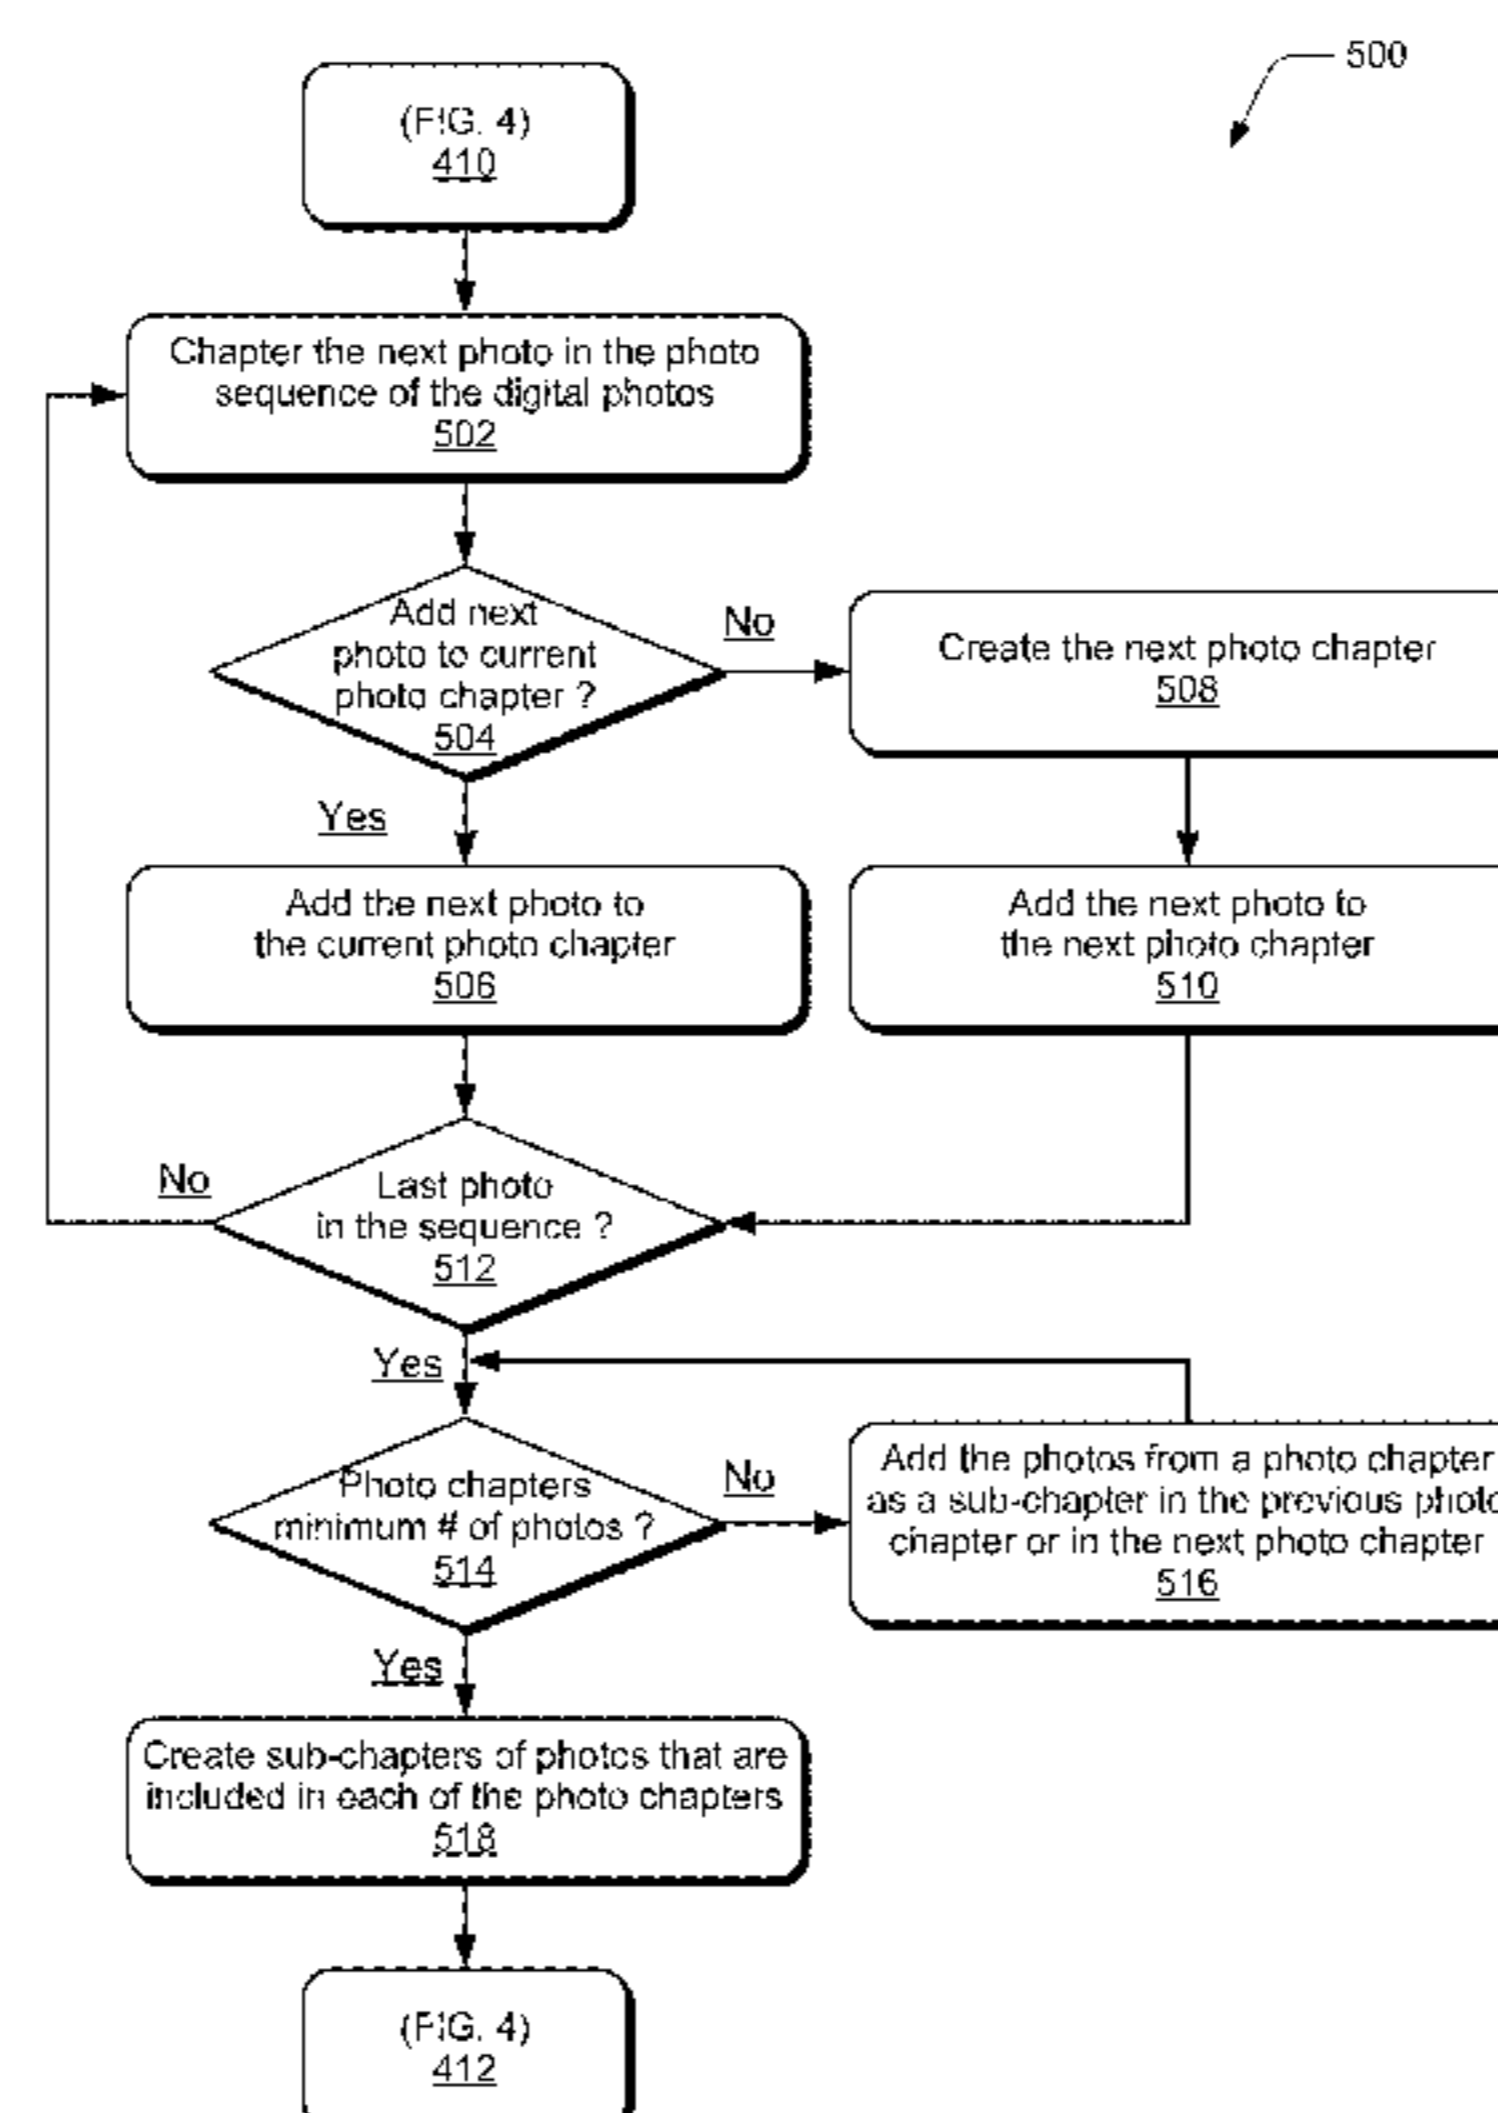 500
(FIG. 4)
410
Chapter the next photo in the photo
sequence of the digital photos
502
Add next
photo to current
photo chapter ?
504
No
Create the next photo chapter
508
Yes
Add the next photo to
the current photo chapter
506
Add the next photo to
the next photo chapter
510
No
Last photo
in the sequence ?
512
Yes
Photo chapters
minimum # of photos ?
514
No
Add the photos from a photo chapter
as a sub-chapter in the previous photo
chapter or in the next photo chapter
516
Yes
Create sub-chapters of photos that are
included in each of the photo chapters
518
(FIG. 4)
412